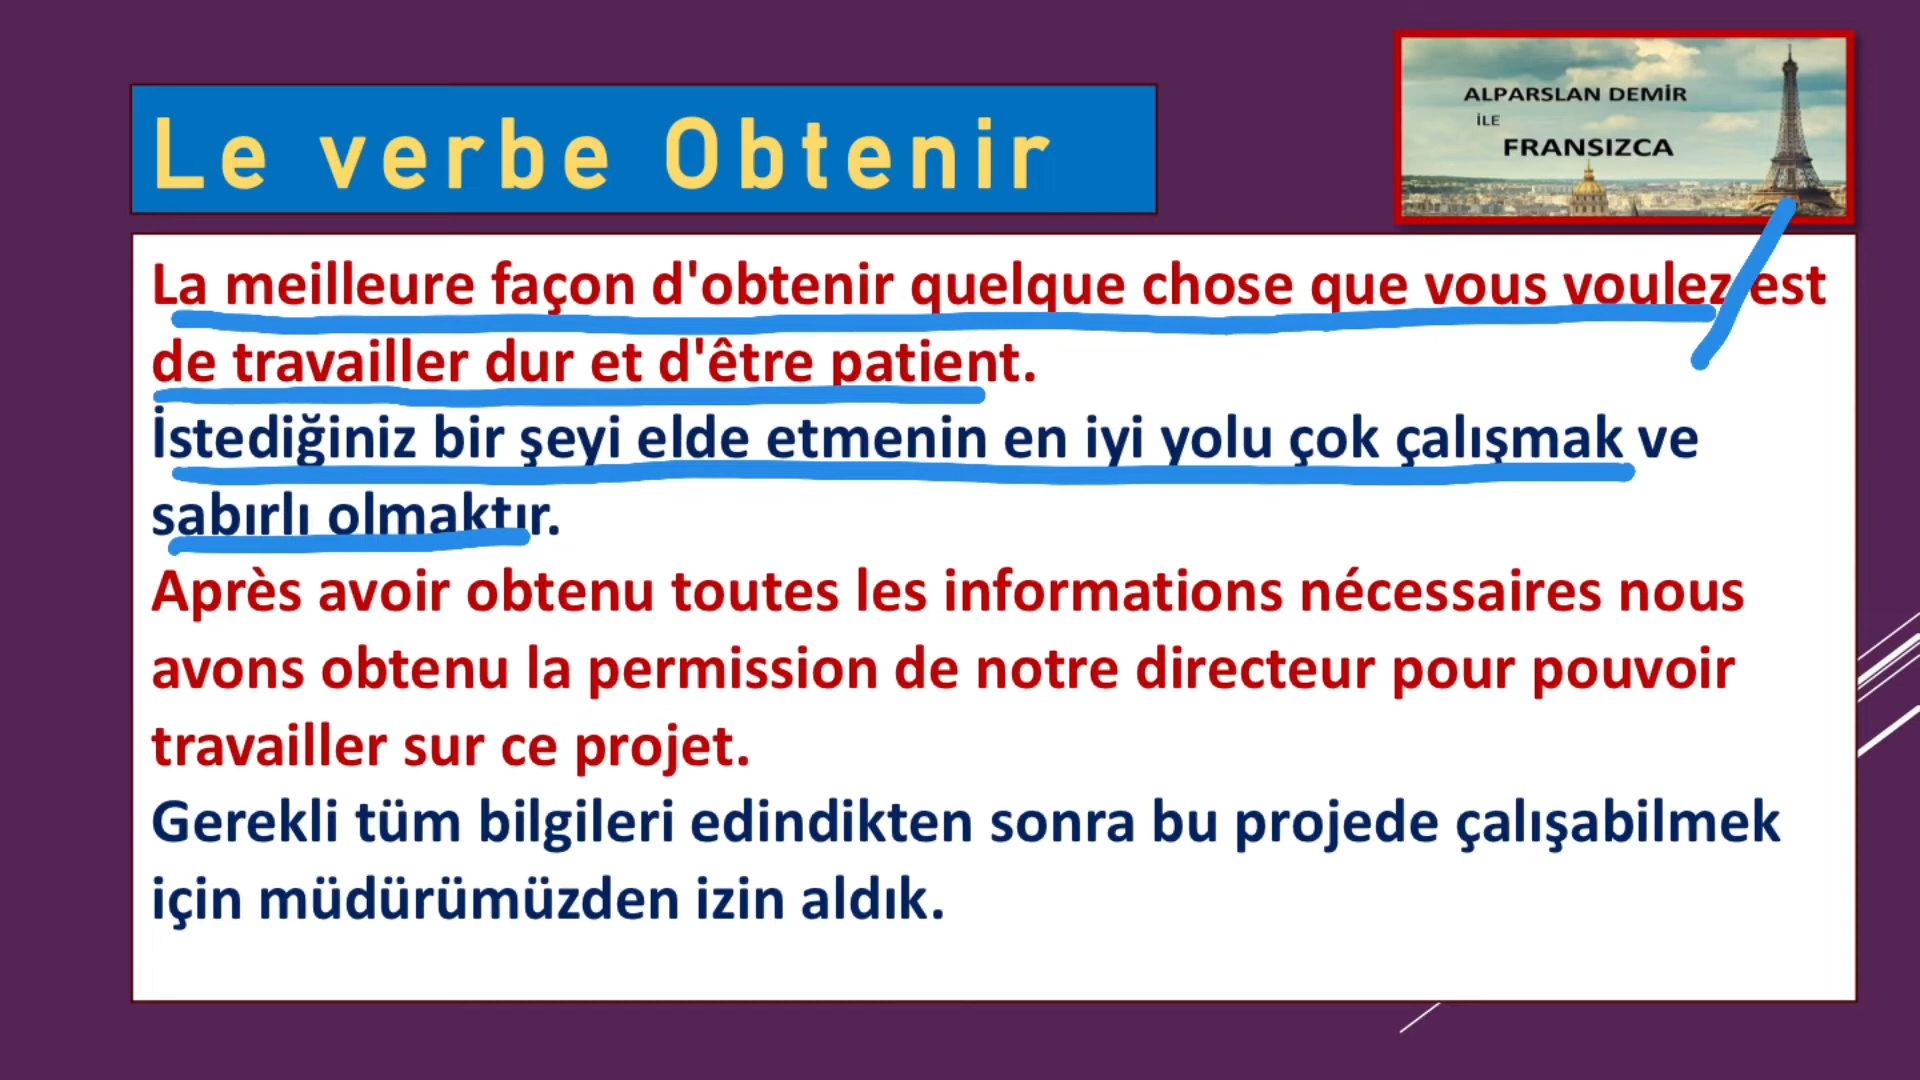 Le verbe Obtenir
ALPARSLAN DEMİR
İLE
FRANSIZCA
La meilleure façon d'obtenir quelque chose que vous voulez est
de travailler dur et d'être patient.
İstediğiniz bir şeyi elde etmenin en iyi yolu çok çalışmak ve
sabırlı olmaktır.
Après avoir obtenu toutes les informations nécessaires nous
avons obtenu la permission de notre directeur pour pouvoir
travailler sur ce projet.
Gerekli tüm bilgileri edindikten sonra bu projede çalışabilmek
için müdürümüzden izin aldık.